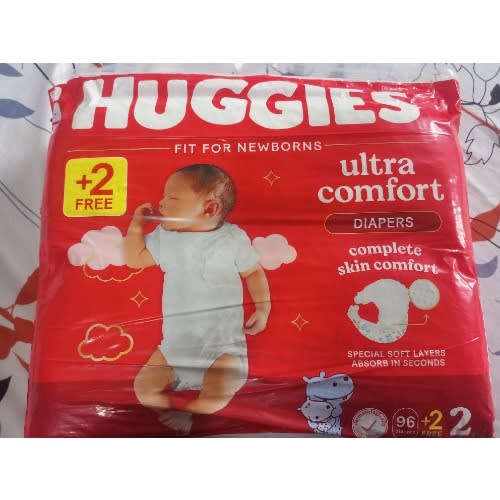 HUGGIES
FIT FOR NEWBORNS
+2
FREE
ultra
comfort
DIAPERS
complete
skin comfort
SPECIAL SOFT LAYERS
ABSORB IN SECONDS
96
+2
FREE
2